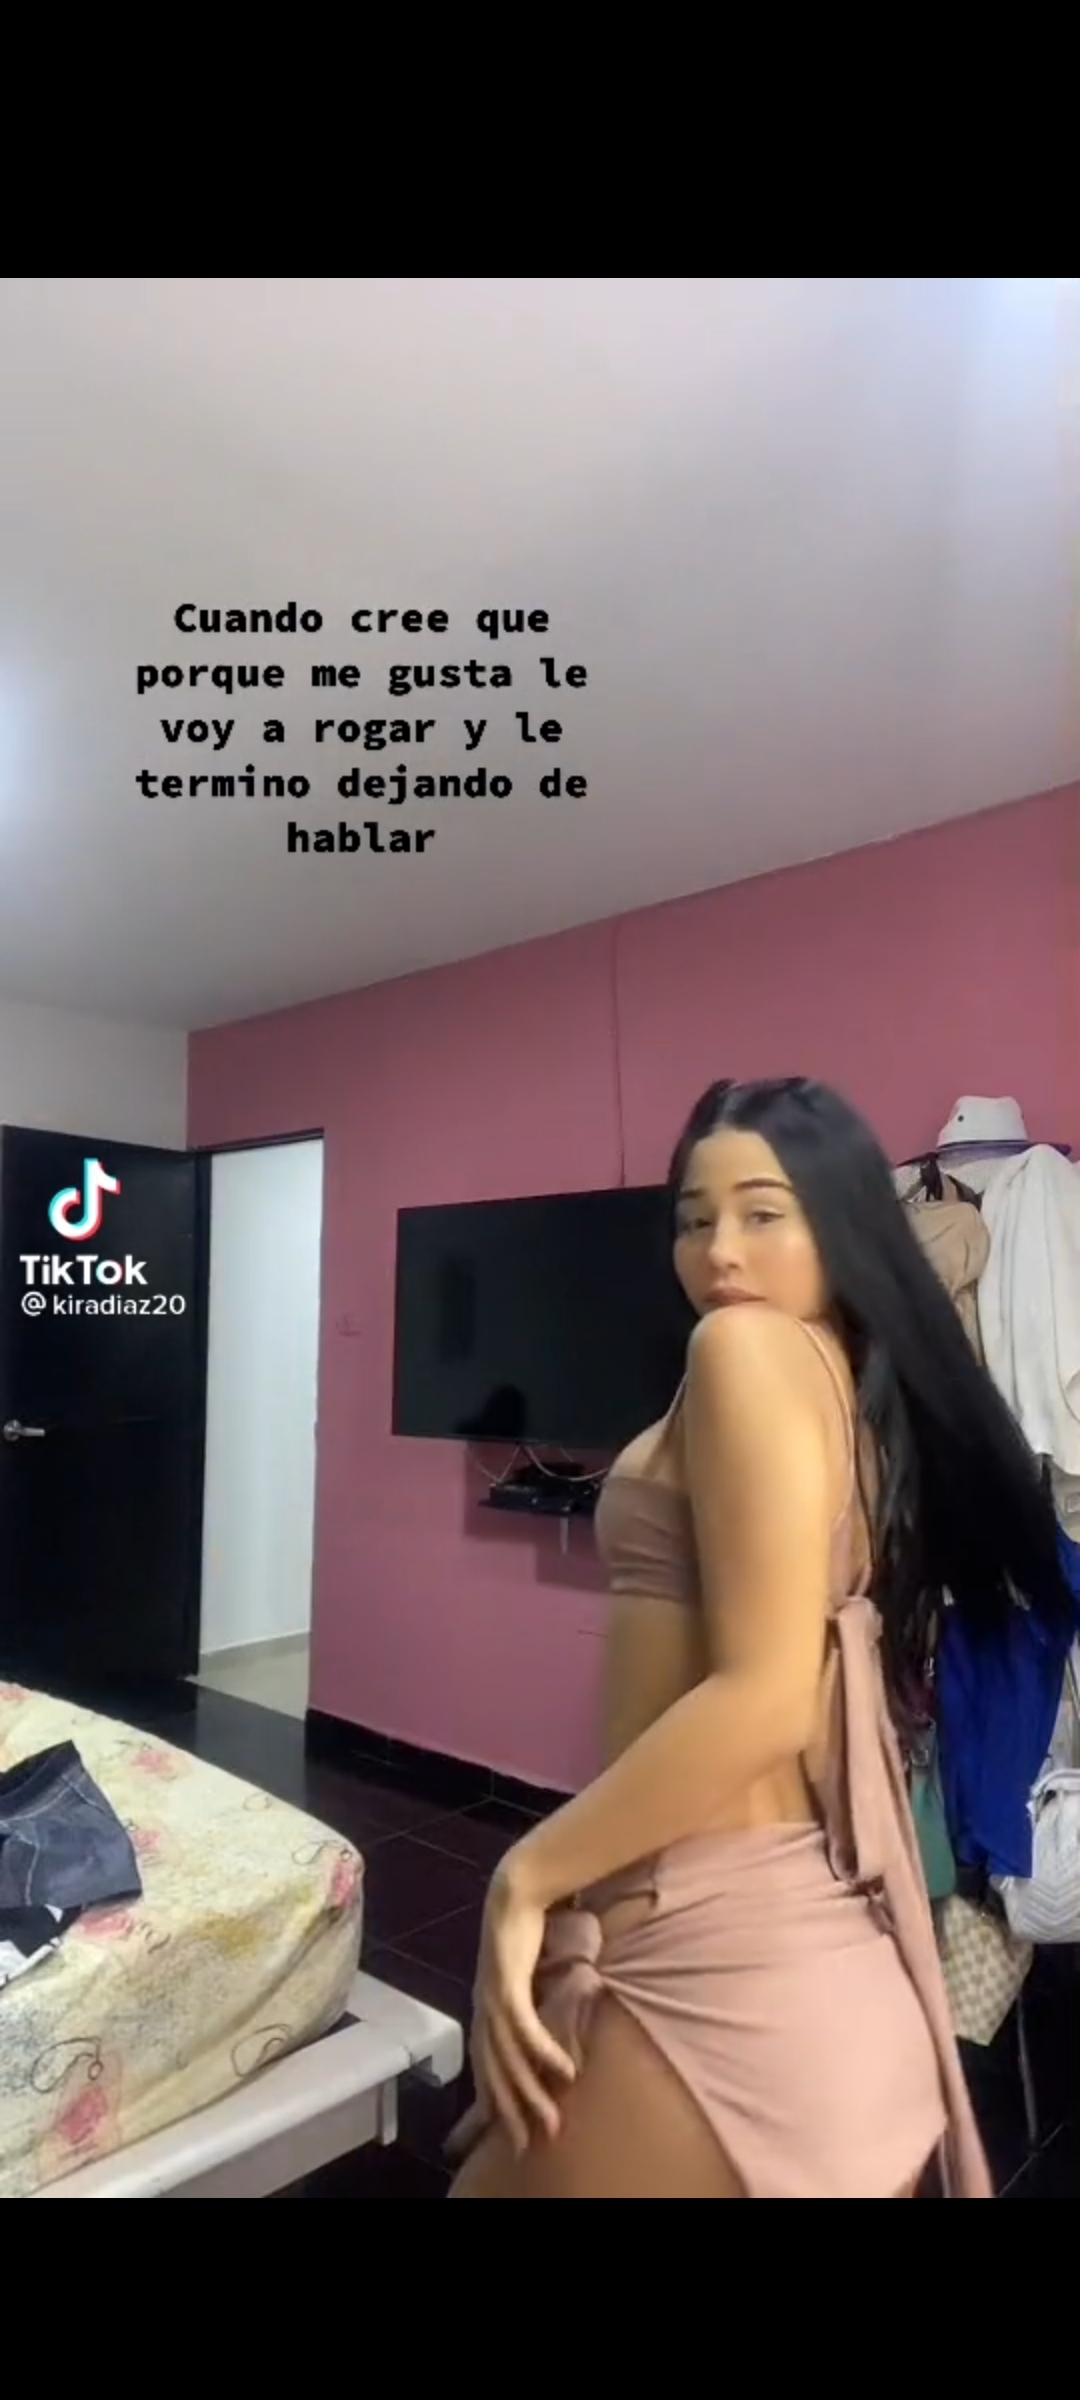 Cuando cree que
porque me gusta le
voy a rogar y le
termino dejando de
hablar
TikTok
@kiradiaz20